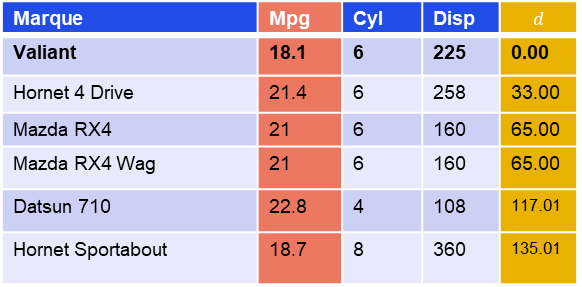 Marque Mpg Cyl Disp d
Valiant 18.1 6 225 0.00
Hornet 4 Drive 21.4 6 258 33.00
Mazda RX4 21 6 160 65.00
Mazda RX4 Wag 21 6 160 65.00
Datsun 710 22.8 4 108 117.01
Hornet Sportabout 18.7 8 360 135.01